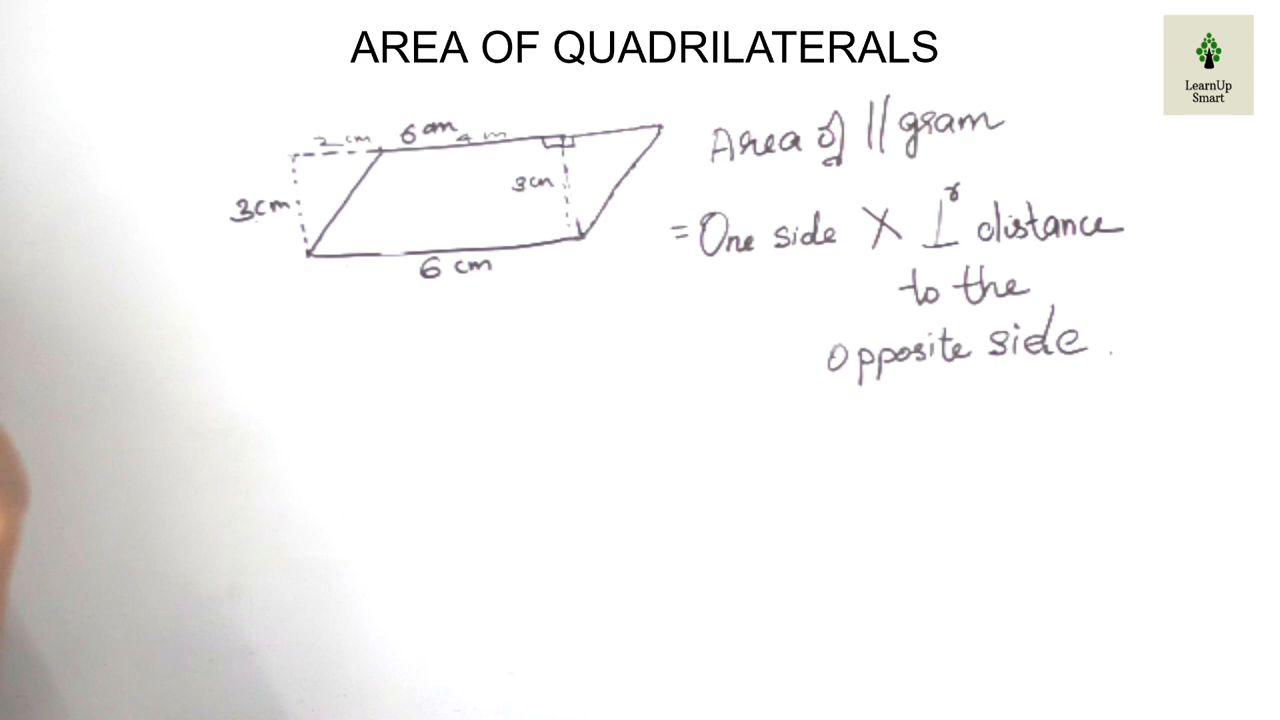 AREA OF QUADRILATERALS
LearnUp
Smart
2 cm 6 cm 4 m
3cm
3cm
6 cm
Area of || gram
= One side X ⊥r distance
to the
opposite side.